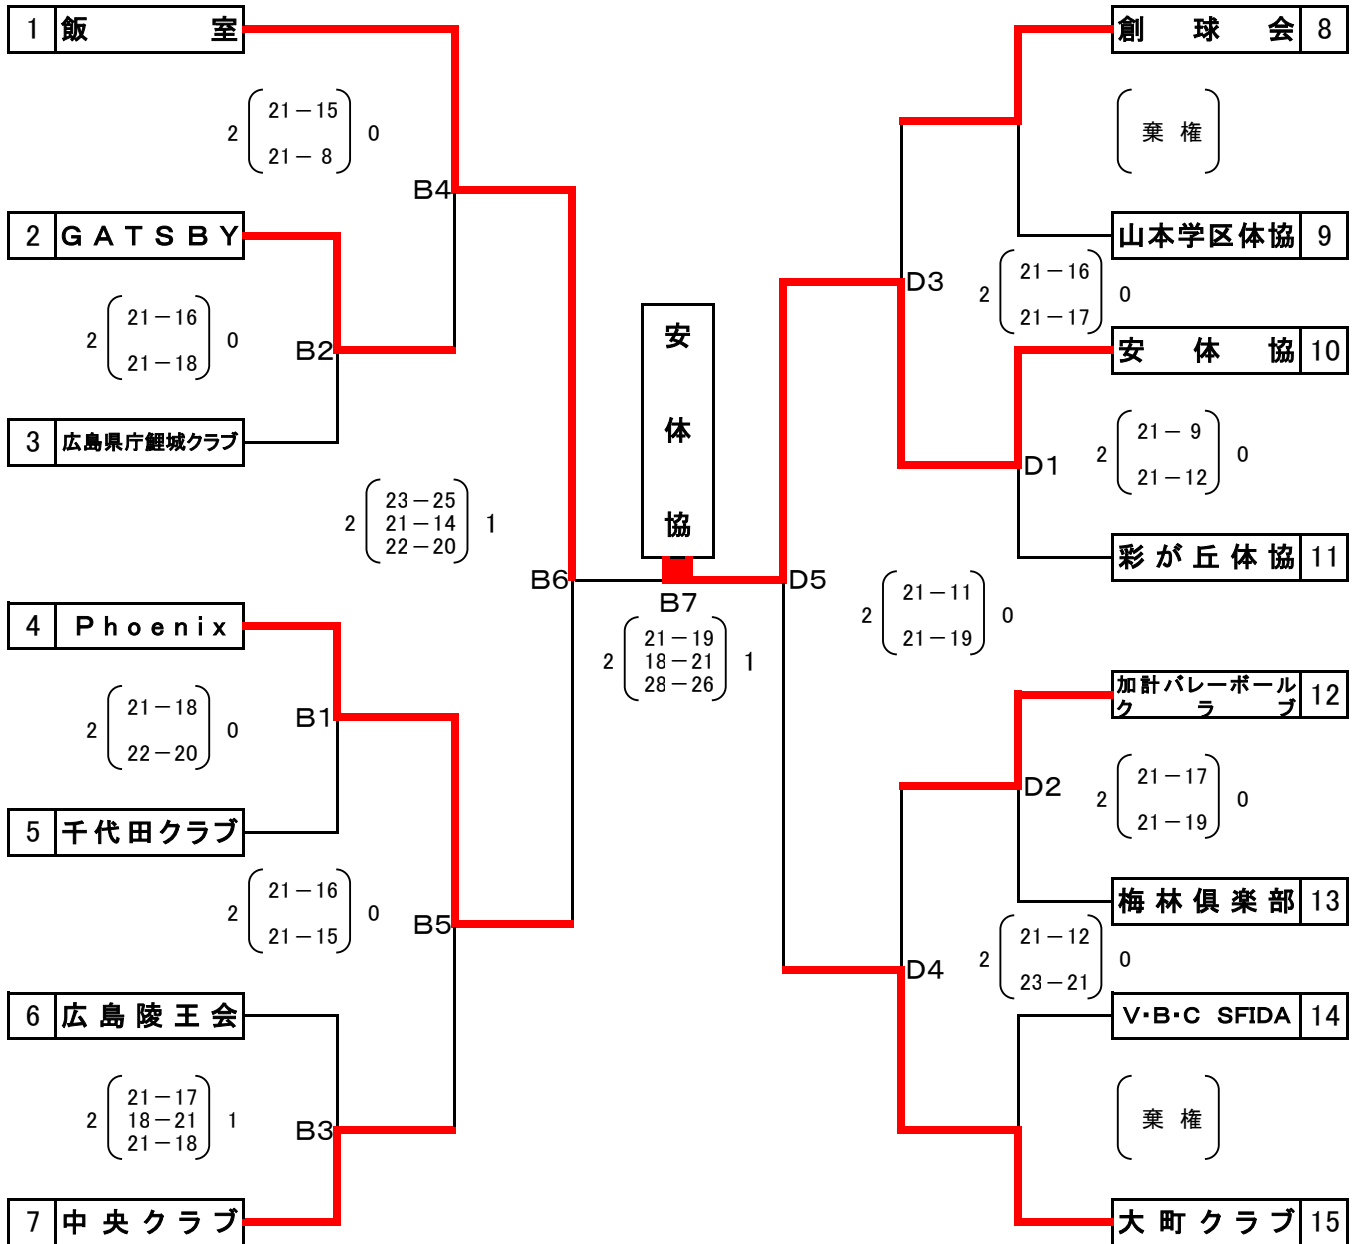 1 飯室
2 ( 21－15 21－8 ) 0
B4
2 GATSBY
2 ( 21－16 21－18 ) 0
B2
3 広島県庁鯉城クラブ
2 ( 23－25 21－14 22－20 ) 1
B6
4 Phoenix
2 ( 21－18 22－20 ) 0
B1
5 千代田クラブ
2 ( 21－16 21－15 ) 0
B5
6 広島陵王会
2 ( 21－17 18－21 21－18 ) 1
B3
7 中央クラブ
安体協
B7
2 ( 21－19 18－21 28－26 ) 1
創球会 8
( 棄権 )
山本学区体協 9
D3
2 ( 21－16 21－17 ) 0
安体協 10
2 ( 21－9 21－12 ) 0
D1
彩が丘体協 11
D5
2 ( 21－11 21－19 ) 0
加計バレーボール
クラブ 12
D2
2 ( 21－17 21－19 ) 0
梅林倶楽部 13
D4
2 ( 21－12 23－21 ) 0
V・B・C SFIDA 14
( 棄権 )
大町クラブ 15